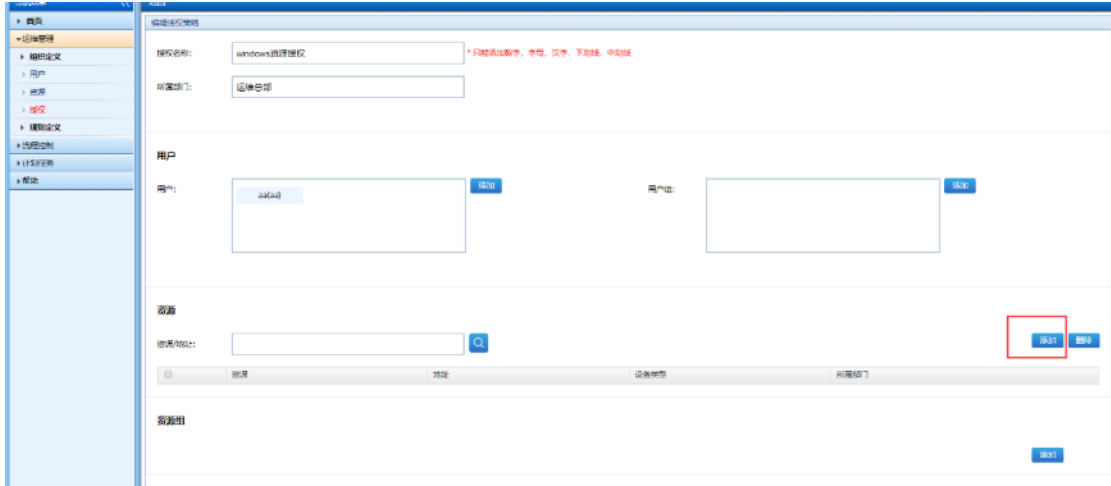 首页
编辑授权策略
运维管理
组织定义
用户
资源
授权
规则定义
流程控制
计划任务
帮助
授权名称:
windows资源授权
* 只能添加数字、字母、汉字、下划线、中划线
所属部门:
运维总部
用户
用户:
aa(aa)
添加
用户组:
添加
资源
资源/地址:
添加
删除
资源
地址
设备类型
所属部门
资源组
添加